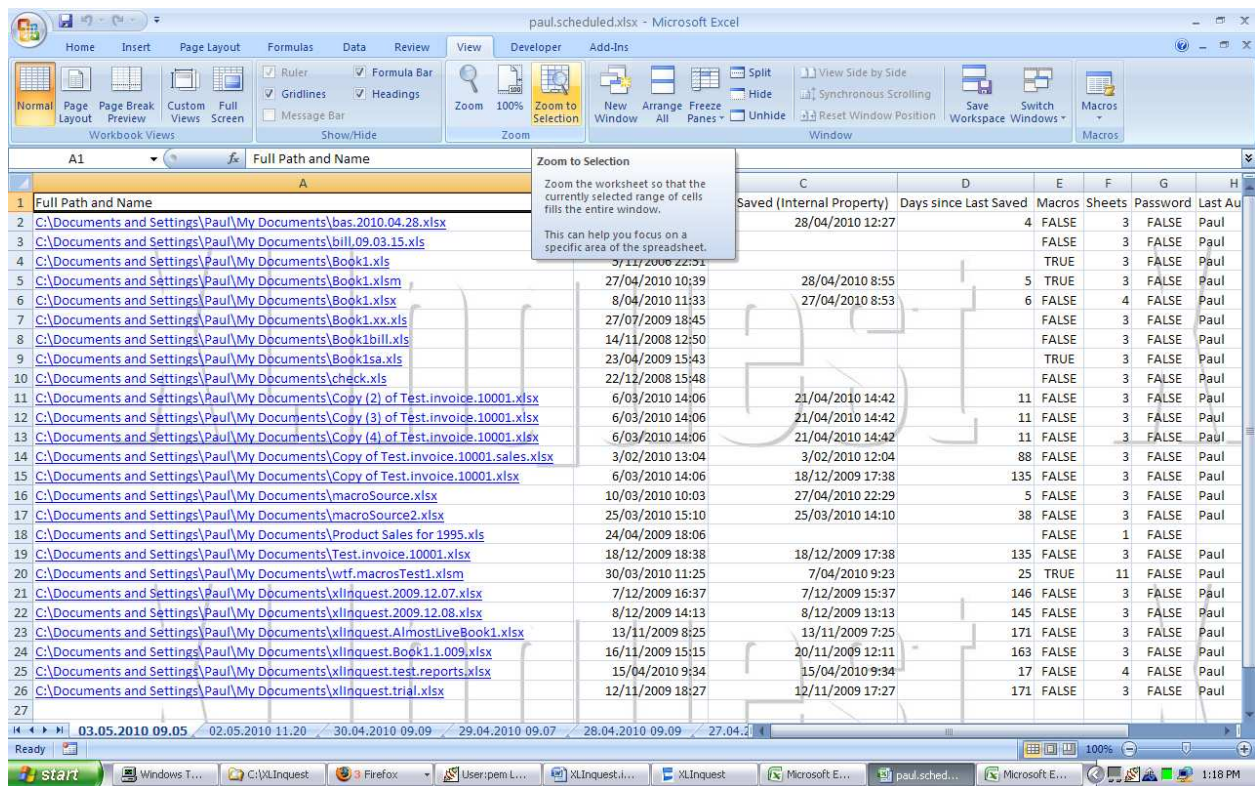 paul.scheduled.xlsx - Microsoft Excel
Home Insert Page Layout Formulas Data Review View Developer Add-Ins
Ruler Formula Bar
Gridlines Headings
Message Bar
Normal Page Layout Page Break Preview Custom Views Full Screen
Zoom 100% Zoom to Selection
New Window Arrange All Freeze Panes
Split
Hide
Unhide
View Side by Side
Synchronous Scrolling
Reset Window Position
Save Workspace Switch Windows
Macros
Workbook Views Show/Hide Zoom Window Macros
A1 fx Full Path and Name
Zoom to Selection
Zoom the worksheet so that the
currently selected range of cells
fills the entire window.
This can help you focus on a
specific area of the spreadsheet.
A C D E F G H
1 Full Path and Name Saved (Internal Property) Days since Last Saved Macros Sheets Password Last Au
2 C:\Documents and Settings\Paul\My Documents\bas.2010.04.28.xlsx 28/04/2010 12:27 4 FALSE 3 FALSE Paul
3 C:\Documents and Settings\Paul\My Documents\bill.09.03.15.xls FALSE 3 FALSE Paul
4 C:\Documents and Settings\Paul\My Documents\Book1.xls 5/11/2006 22:51 TRUE 3 FALSE Paul
5 C:\Documents and Settings\Paul\My Documents\Book1.xlsm 27/04/2010 10:39 28/04/2010 8:55 5 TRUE 3 FALSE Paul
6 C:\Documents and Settings\Paul\My Documents\Book1.xlsx 8/04/2010 11:33 27/04/2010 8:53 6 FALSE 4 FALSE Paul
7 C:\Documents and Settings\Paul\My Documents\Book1.xx.xls 27/07/2009 18:45 FALSE 3 FALSE Paul
8 C:\Documents and Settings\Paul\My Documents\Book1bill.xls 14/11/2008 12:50 FALSE 3 FALSE Paul
9 C:\Documents and Settings\Paul\My Documents\Book1sa.xls 23/04/2009 15:43 TRUE 3 FALSE Paul
10 C:\Documents and Settings\Paul\My Documents\check.xls 22/12/2008 15:48 FALSE 3 FALSE Paul
11 C:\Documents and Settings\Paul\My Documents\Copy (2) of Test.invoice.10001.xlsx 6/03/2010 14:06 21/04/2010 14:42 11 FALSE 3 FALSE Paul
12 C:\Documents and Settings\Paul\My Documents\Copy (3) of Test.invoice.10001.xlsx 6/03/2010 14:06 21/04/2010 14:42 11 FALSE 3 FALSE Paul
13 C:\Documents and Settings\Paul\My Documents\Copy (4) of Test.invoice.10001.xlsx 6/03/2010 14:06 21/04/2010 14:42 11 FALSE 3 FALSE Paul
14 C:\Documents and Settings\Paul\My Documents\Copy of Test.invoice.10001.sales.xlsx 3/02/2010 13:04 3/02/2010 12:04 88 FALSE 3 FALSE Paul
15 C:\Documents and Settings\Paul\My Documents\Copy of Test.invoice.10001.xlsx 6/03/2010 14:06 18/12/2009 17:38 135 FALSE 3 FALSE Paul
16 C:\Documents and Settings\Paul\My Documents\macroSource.xlsx 10/03/2010 10:03 27/04/2010 22:29 5 FALSE 3 FALSE Paul
17 C:\Documents and Settings\Paul\My Documents\macroSource2.xlsx 25/03/2010 15:10 25/03/2010 14:10 38 FALSE 3 FALSE Paul
18 C:\Documents and Settings\Paul\My Documents\Product Sales for 1995.xls 24/04/2009 18:06 FALSE 1 FALSE
19 C:\Documents and Settings\Paul\My Documents\Test.invoice.10001.xlsx 18/12/2009 18:38 18/12/2009 17:38 135 FALSE 3 FALSE Paul
20 C:\Documents and Settings\Paul\My Documents\wtf.macrosTest1.xlsm 30/03/2010 11:25 7/04/2010 9:23 25 TRUE 11 FALSE Paul
21 C:\Documents and Settings\Paul\My Documents\xlInquest.2009.12.07.xlsx 7/12/2009 16:37 7/12/2009 15:37 146 FALSE 3 FALSE Paul
22 C:\Documents and Settings\Paul\My Documents\xlInquest.2009.12.08.xlsx 8/12/2009 14:13 8/12/2009 13:13 145 FALSE 3 FALSE Paul
23 C:\Documents and Settings\Paul\My Documents\xlInquest.AlmostLiveBook1.xlsx 13/11/2009 8:25 13/11/2009 7:25 171 FALSE 3 FALSE Paul
24 C:\Documents and Settings\Paul\My Documents\xlInquest.Book1.1.009.xlsx 16/11/2009 15:15 20/11/2009 12:11 163 FALSE 3 FALSE Paul
25 C:\Documents and Settings\Paul\My Documents\xlInquest.test.reports.xlsx 15/04/2010 9:34 15/04/2010 9:34 17 FALSE 4 FALSE Paul
26 C:\Documents and Settings\Paul\My Documents\xlInquest.trial.xlsx 12/11/2009 18:27 12/11/2009 17:27 171 FALSE 3 FALSE Paul
27
03.05.2010 09.05 02.05.2010 11.20 30.04.2010 09.09 29.04.2010 09.07 28.04.2010 09.09 27.04.2
Ready 100%
start Windows T... C:\XLInquest 3 Firefox User:pem L... XLInquest.i... XLInquest Microsoft E... paul.sched... Microsoft E... 1:18 PM